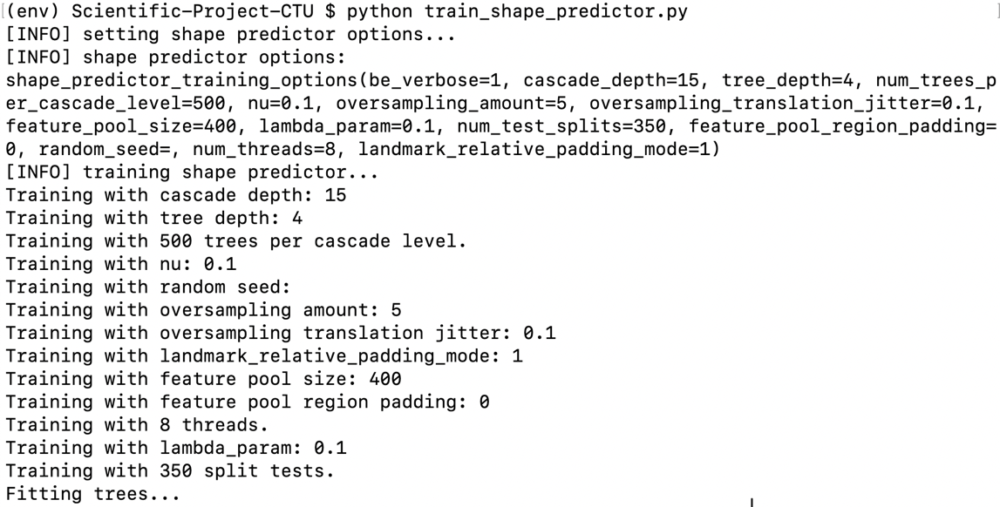 (env) Scientific-Project-CTU $ python train_shape_predictor.py
[INFO] setting shape predictor options...
[INFO] shape predictor options:
shape_predictor_training_options(be_verbose=1, cascade_depth=15, tree_depth=4, num_trees_p
er_cascade_level=500, nu=0.1, oversampling_amount=5, oversampling_translation_jitter=0.1,
feature_pool_size=400, lambda_param=0.1, num_test_splits=350, feature_pool_region_padding=
0, random_seed=, num_threads=8, landmark_relative_padding_mode=1)
[INFO] training shape predictor...
Training with cascade depth: 15
Training with tree depth: 4
Training with 500 trees per cascade level.
Training with nu: 0.1
Training with random seed:
Training with oversampling amount: 5
Training with oversampling translation jitter: 0.1
Training with landmark_relative_padding_mode: 1
Training with feature pool size: 400
Training with feature pool region padding: 0
Training with 8 threads.
Training with lambda_param: 0.1
Training with 350 split tests.
Fitting trees...